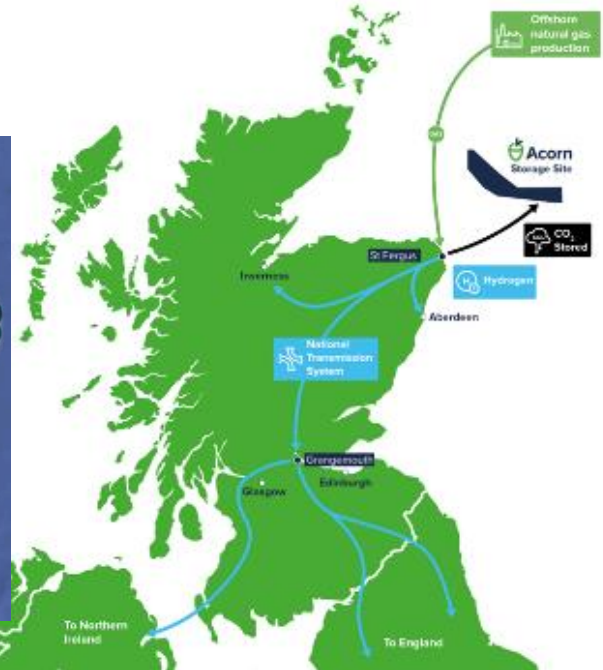 Offshore
natural gas
production
Acorn
Storage Site
CO2
Stored
St Fergus
Hydrogen
Inverness
Aberdeen
National
Transmission
System
Grangemouth
Edinburgh
Glasgow
To Northern
Ireland
To England